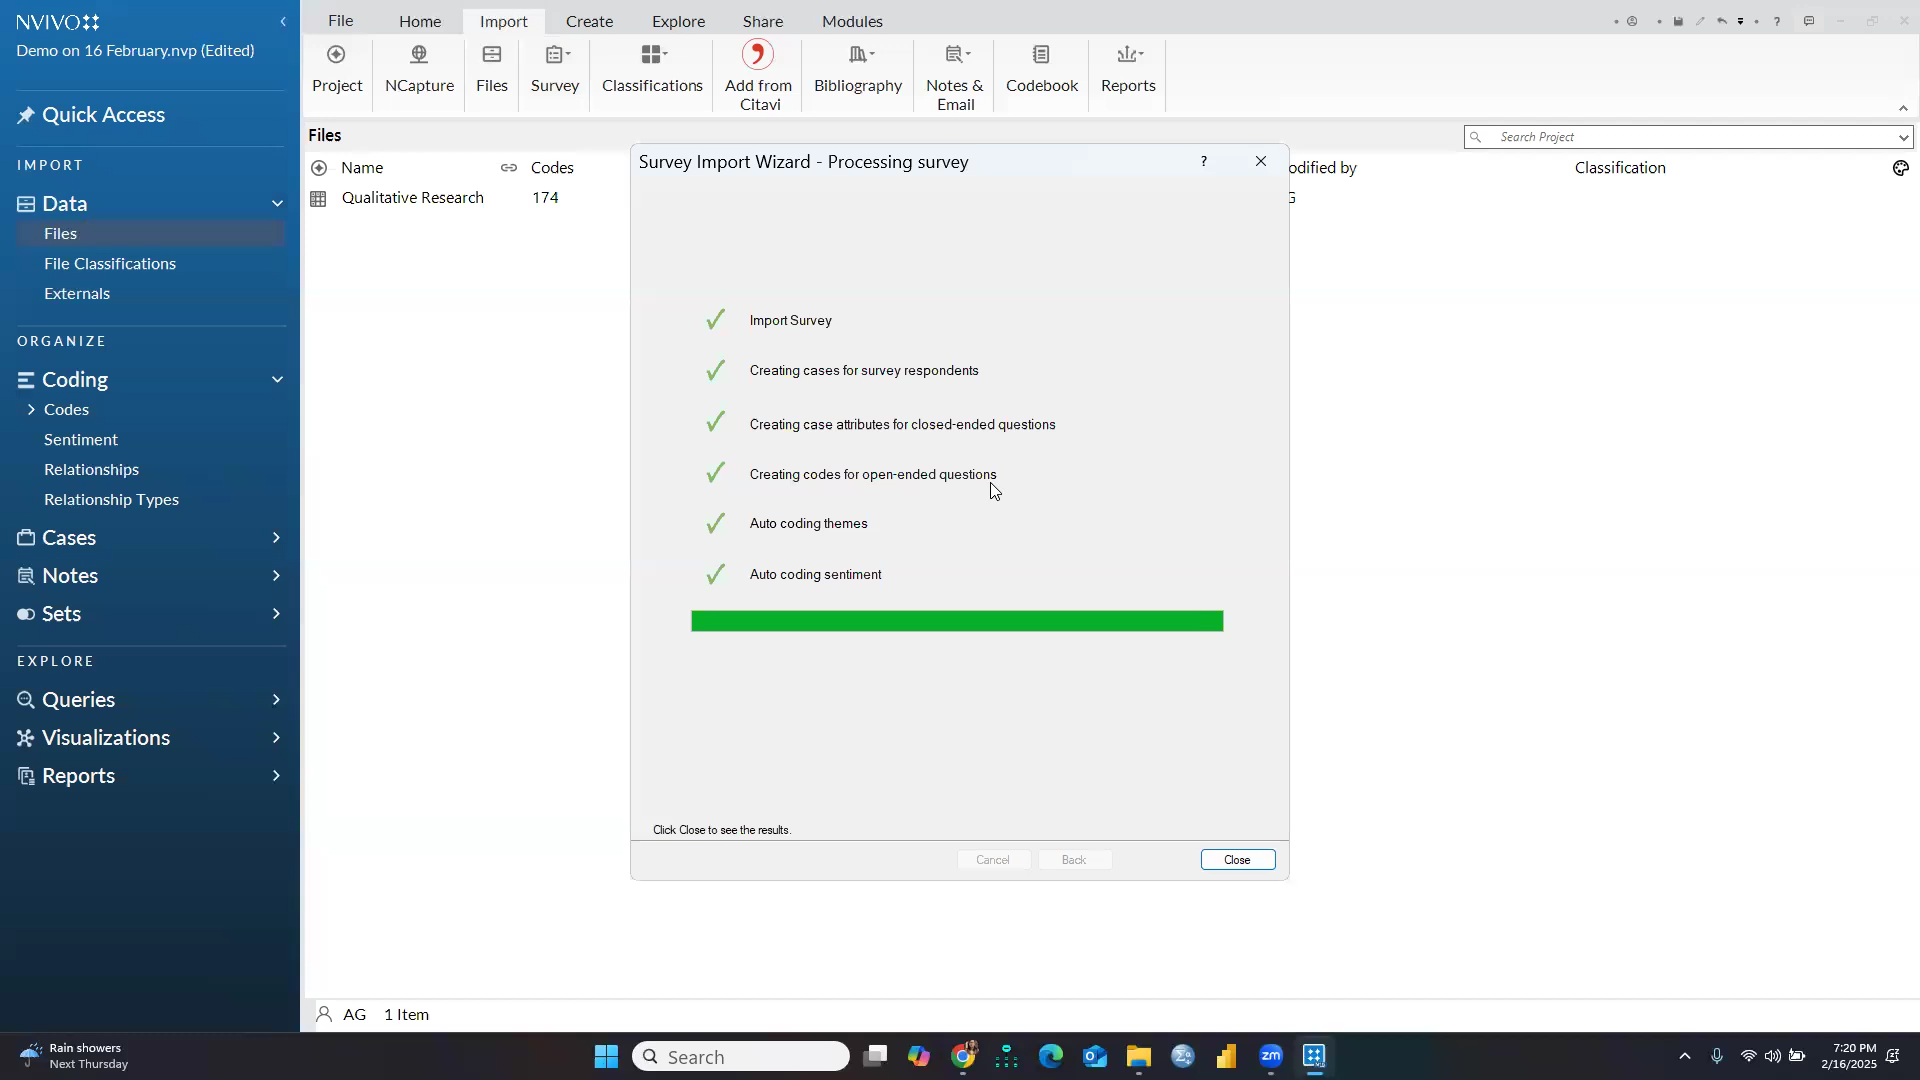 NVIVO
Demo on 16 February.nvp (Edited)
File
Home
Import
Create
Explore
Share
Modules
Project
NCapture
Files
Survey
Classifications
Add from
Citavi
Bibliography
Notes &
Email
Codebook
Reports
Quick Access
IMPORT
Data
Files
File Classifications
Externals
ORGANIZE
Coding
Codes
Sentiment
Relationships
Relationship Types
Cases
Notes
Sets
EXPLORE
Queries
Visualizations
Reports
Files
Search Project
Name
Codes
odified by
Classification
Qualitative Research
174
G
Survey Import Wizard - Processing survey
?
Import Survey
Creating cases for survey respondents
Creating case attributes for closed-ended questions
Creating codes for open-ended questions
Auto coding themes
Auto coding sentiment
Click Close to see the results.
Cancel
Back
Close
AG 1 Item
Rain showers
Next Thursday
Search
zm
7:20 PM
2/16/2025